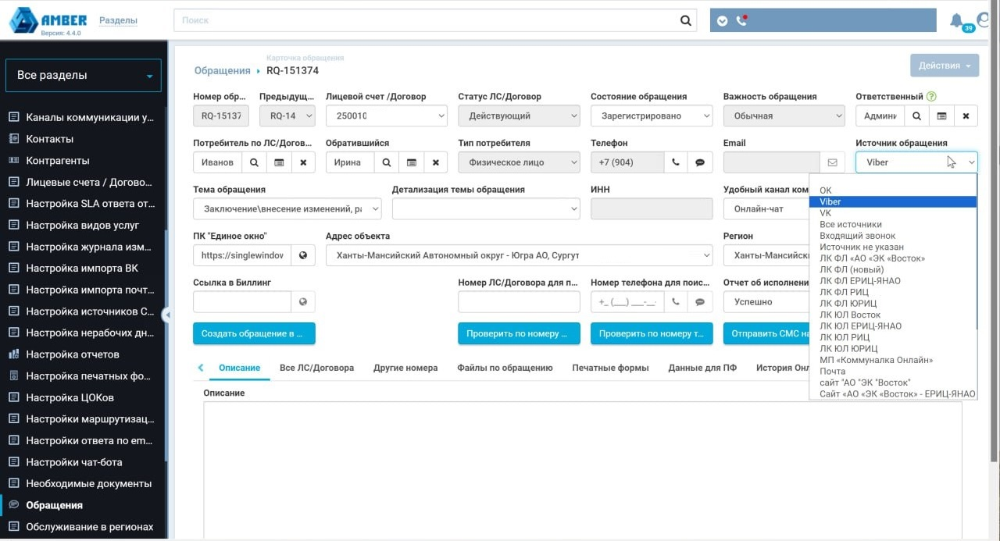 AMBER
Версия: 4.4.0
Разделы
Поиск
39
Все разделы
Каналы коммуникации у...
Контакты
Контрагенты
Лицевые счета / Догово...
Настройка SLA ответа от...
Настройка видов услуг
Настройка журнала изм...
Настройка импорта ВК
Настройка импорта почт...
Настройка источников С...
Настройка нерабочих дн...
Настройка отчетов
Настройка печатных фо...
Настройка ЦОКов
Настройки маршрутизац...
Настройки ответа по em...
Настройки чат-бота
Необходимые документы
Обращения
Обслуживание в регионах
Карточка обращения
Обращения ▸ RQ-151374
Действия
Номер обр... Предыдущ... Лицевой счет /Договор Статус ЛС/Договор Состояние обращения Важность обращения Ответственный ?
RQ-15137 RQ-14 250010 Действующий Зарегистрировано Обычная Админи
Потребитель по ЛС/Догов... Обратившийся Тип потребителя Телефон Email Источник обращения
Иванов Ирина Физическое лицо +7 (904) Viber
Тема обращения Детализация темы обращения ИНН Удобный канал ком
Заключение\внесение изменений, ра Онлайн-чат
ПК "Единое окно" Адрес объекта Регион
https://singlewindov Ханты-Мансийский Автономный округ - Югра АО, Сургут Ханты-Мансийск
Ссылка в Биллинг Номер ЛС/Договора для п... Номер телефона для поис... Отчет об исполнени
+_ (___) ___-__- Успешно
Создать обращение в ... Проверить по номеру ... Проверить по номеру т... Отправить СМС на
Описание Все ЛС/Договора Другие номера Файлы по обращению Печатные формы Данные для ПФ История Онл
Описание
OK
Viber
VK
Все источники
Входящий звонок
Источник не указан
ЛК ФЛ «АО «ЭК «Восток»
ЛК ФЛ (новый)
ЛК ФЛ ЕРИЦ-ЯНАО
ЛК ФЛ РИЦ
ЛК ФЛ ЮРИЦ
ЛК ЮЛ Восток
ЛК ЮЛ ЕРИЦ-ЯНАО
ЛК ЮЛ РИЦ
ЛК ЮЛ ЮРИЦ
МП «Коммуналка Онлайн»
Почта
сайт "АО "ЭК "Восток"
Сайт «АО «ЭК «Восток» - ЕРИЦ-ЯНАО